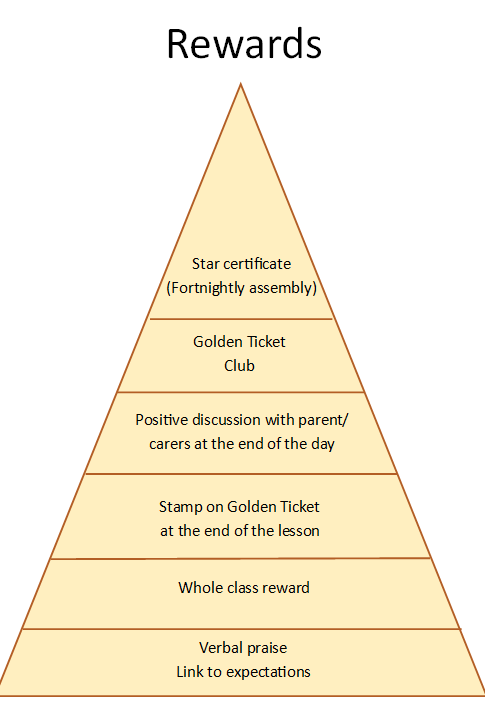 Rewards
Star certificate
(Fortnightly assembly)
Golden Ticket
Club
Positive discussion with parent/
carers at the end of the day
Stamp on Golden Ticket
at the end of the lesson
Whole class reward
Verbal praise
Link to expectations